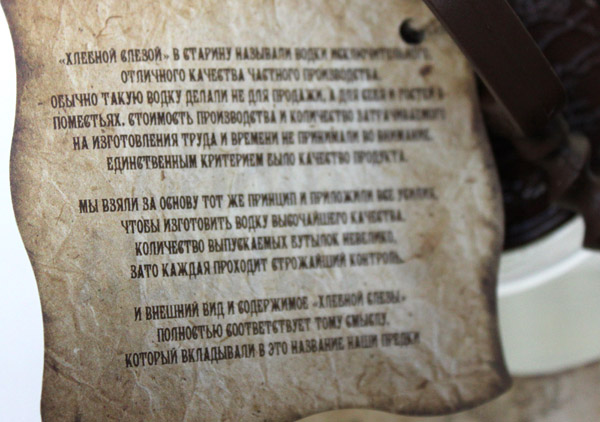 «ХЛЕБНОЙ СЛЕЗОЙ» В СТАРИНУ НАЗЫВАЛИ ВОДКИ ИСКЛЮЧИТЕЛЬНО
ОТЛИЧНОГО КАЧЕСТВА ЧАСТНОГО ПРОИЗВОДСТВА.
ОБЫЧНО ТАКУЮ ВОДКУ ДЕЛАЛИ НЕ ДЛЯ ПРОДАЖИ, А ДЛЯ СЕБЯ И ГОСТЕЙ В
ПОМЕСТЬЯХ. СТОИМОСТЬ ПРОИЗВОДСТВА И КОЛИЧЕСТВО ЗАТРАЧИВАЕМОГО
НА ИЗГОТОВЛЕНИЯ ТРУДА И ВРЕМЕНИ НЕ ПРИНИМАЛИ ВО ВНИМАНИЕ.
ЕДИНСТВЕННЫМ КРИТЕРИЕМ БЫЛО КАЧЕСТВО ПРОДУКТА.
МЫ ВЗЯЛИ ЗА ОСНОВУ ТОТ ЖЕ ПРИНЦИП И ПРИЛОЖИЛИ ВСЕ УСИЛИЯ,
ЧТОБЫ ИЗГОТОВИТЬ ВОДКУ ВЫСОЧАЙШЕГО КАЧЕСТВА.
КОЛИЧЕСТВО ВЫПУСКАЕМЫХ БУТЫЛОК НЕВЕЛИКО,
ЗАТО КАЖДАЯ ПРОХОДИТ СТРОЖАЙШИЙ КОНТРОЛЬ.
И ВНЕШНИЙ ВИД И СОДЕРЖИМОЕ «ХЛЕБНОЙ СЛЕЗЫ»
ПОЛНОСТЬЮ СООТВЕТСТВУЕТ ТОМУ СМЫСЛУ,
КОТОРЫЙ ВКЛАДЫВАЛИ В ЭТО НАЗВАНИЕ НАШИ ПРЕДКИ